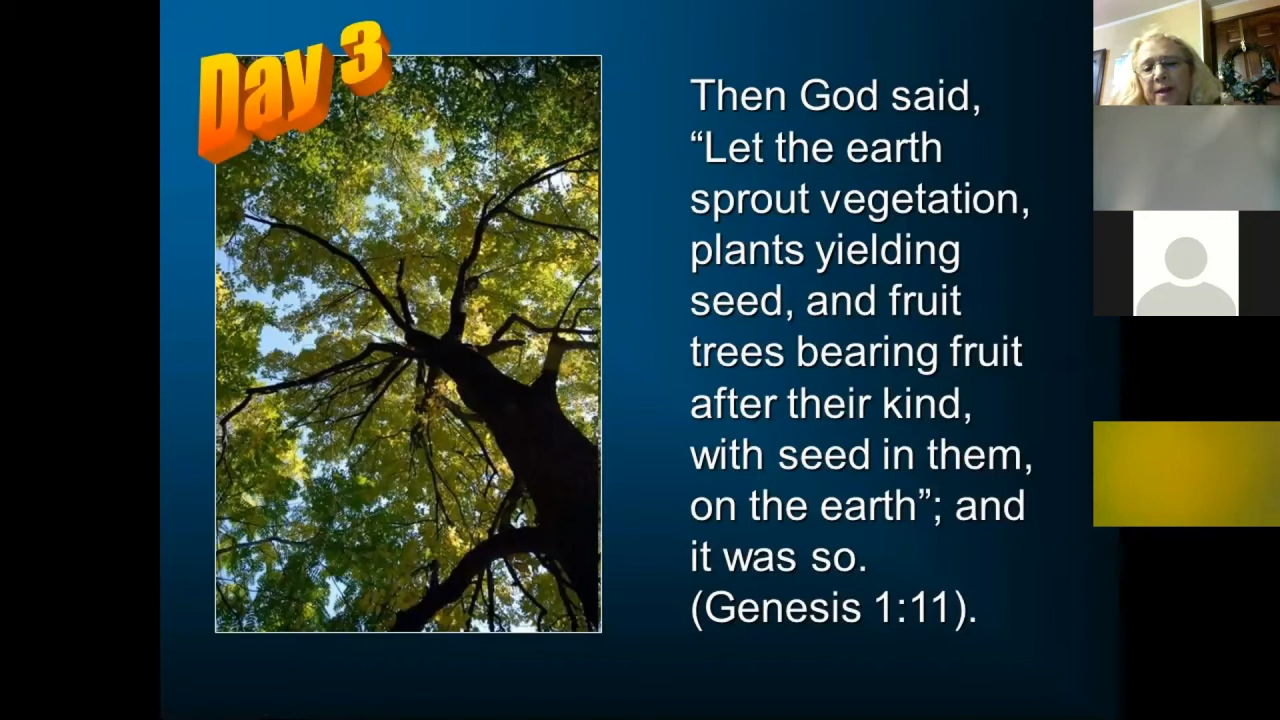 Day 3
Then God said,
“Let the earth
sprout vegetation,
plants yielding
seed, and fruit
trees bearing fruit
after their kind,
with seed in them,
on the earth”; and
it was so.
(Genesis 1:11).